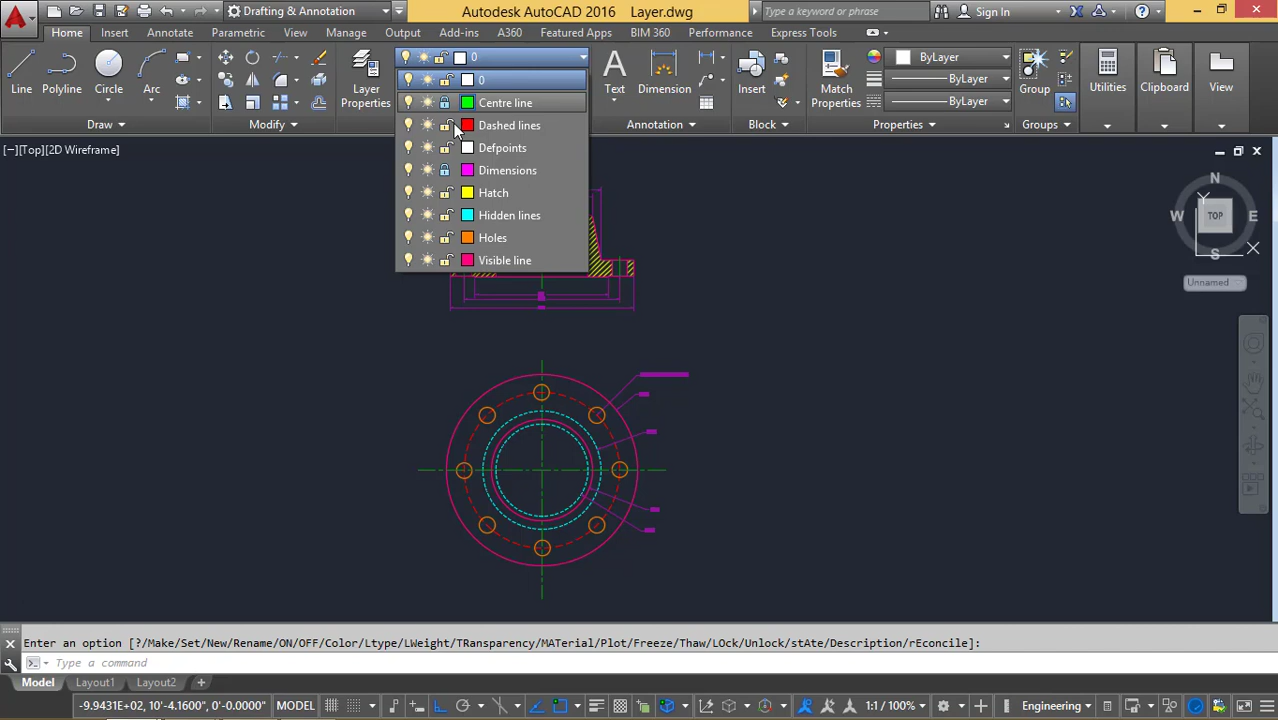 Drafting & Annotation
Autodesk AutoCAD 2016 Layer.dwg
Type a keyword or phrase
Sign In
Home Insert Annotate Parametric View Manage Output Add-ins A360 Featured Apps BIM 360 Performance Express Tools
0
ByLayer
Line Polyline Circle Arc
Layer
Properties
Text Dimension
Insert
Match
Properties
ByLayer
ByLayer
Group
Utilities Clipboard View
Draw
Modify
Annotation
Block
Properties
Groups
0
Centre line
Dashed lines
Defpoints
Dimensions
Hatch
Hidden lines
Holes
Visible line
[−][Top][2D Wireframe]
N
W TOP E
S
Y
X
Unnamed
Enter an option [?/Make/Set/New/Rename/ON/OFF/Color/Ltype/LWeight/TRansparency/MATerial/Plot/Freeze/Thaw/LOck/Unlock/stAte/Description/rEconcile]:
Type a command
Model Layout1 Layout2 +
-9.9431E+02, 10'-4.1600", 0'-0.0000" MODEL
1:1 / 100%
Engineering